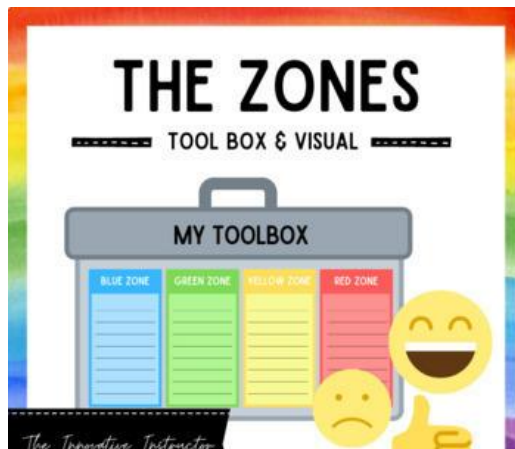 THE ZONES
TOOL BOX & VISUAL
MY TOOLBOX
BLUE ZONE GREEN ZONE YELLOW ZONE RED ZONE
The Innovative Instructor